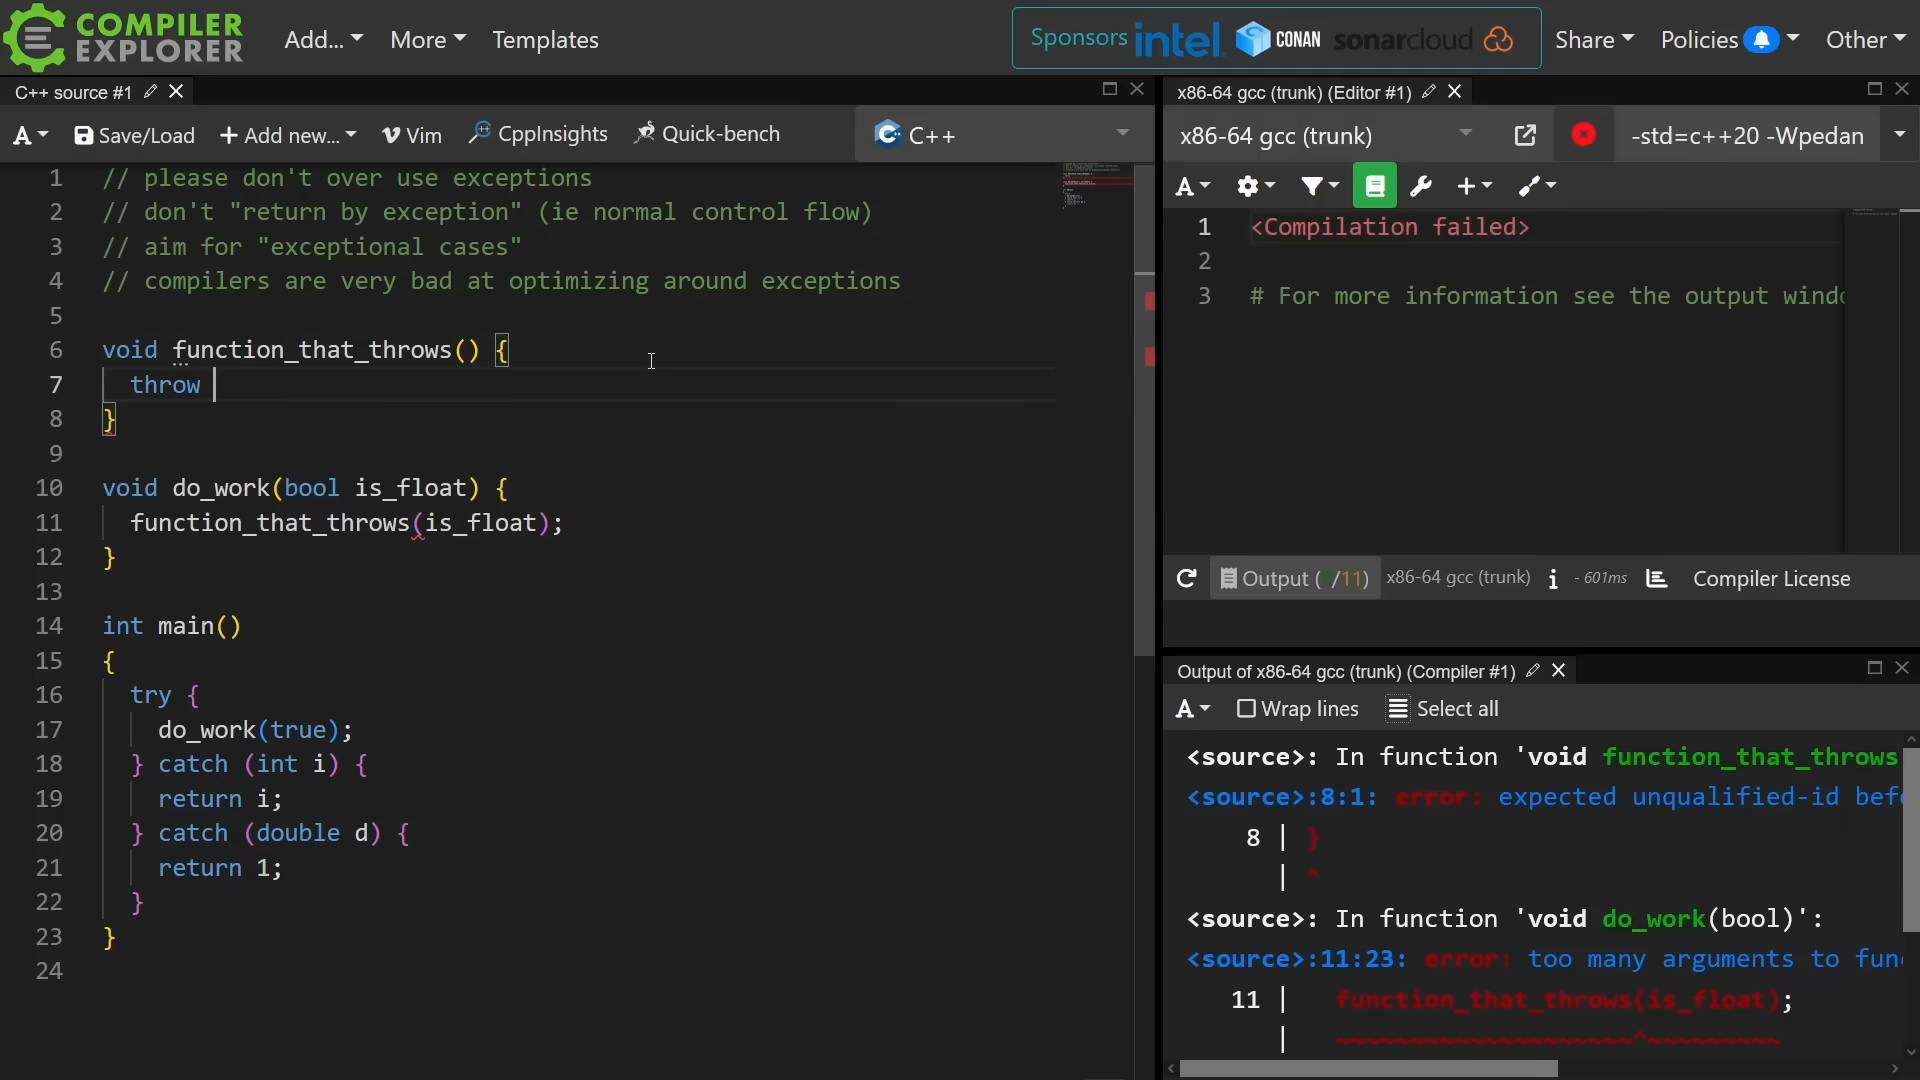 COMPILER
EXPLORER
Add...
More
Templates
Sponsors intel. CONAN sonarcloud
Share
Policies
Other
C++ source #1
A
Save/Load
+ Add new...
Vim
CppInsights
Quick-bench
C++
1 // please don't over use exceptions
2 // don't "return by exception" (ie normal control flow)
3 // aim for "exceptional cases"
4 // compilers are very bad at optimizing around exceptions
5
6 void function_that_throws() {
7 throw
8 }
9
10 void do_work(bool is_float) {
11 function_that_throws(is_float);
12 }
13
14 int main()
15 {
16 try {
17 do_work(true);
18 } catch (int i) {
19 return i;
20 } catch (double d) {
21 return 1;
22 }
23 }
24
x86-64 gcc (trunk) (Editor #1)
x86-64 gcc (trunk)
-std=c++20 -Wpedan
A
1 <Compilation failed>
2
3 # For more information see the output windo
Output ( /11) x86-64 gcc (trunk) i - 601ms Compiler License
Output of x86-64 gcc (trunk) (Compiler #1)
A Wrap lines Select all
<source>: In function 'void function_that_throws
<source>:8:1: error: expected unqualified-id befo
8 | }
| ^
<source>: In function 'void do_work(bool)':
<source>:11:23: error: too many arguments to fun
11 | function_that_throws(is_float);
| ~~~~~~~~~~~~~~~~~~~~^~~~~~~~~~